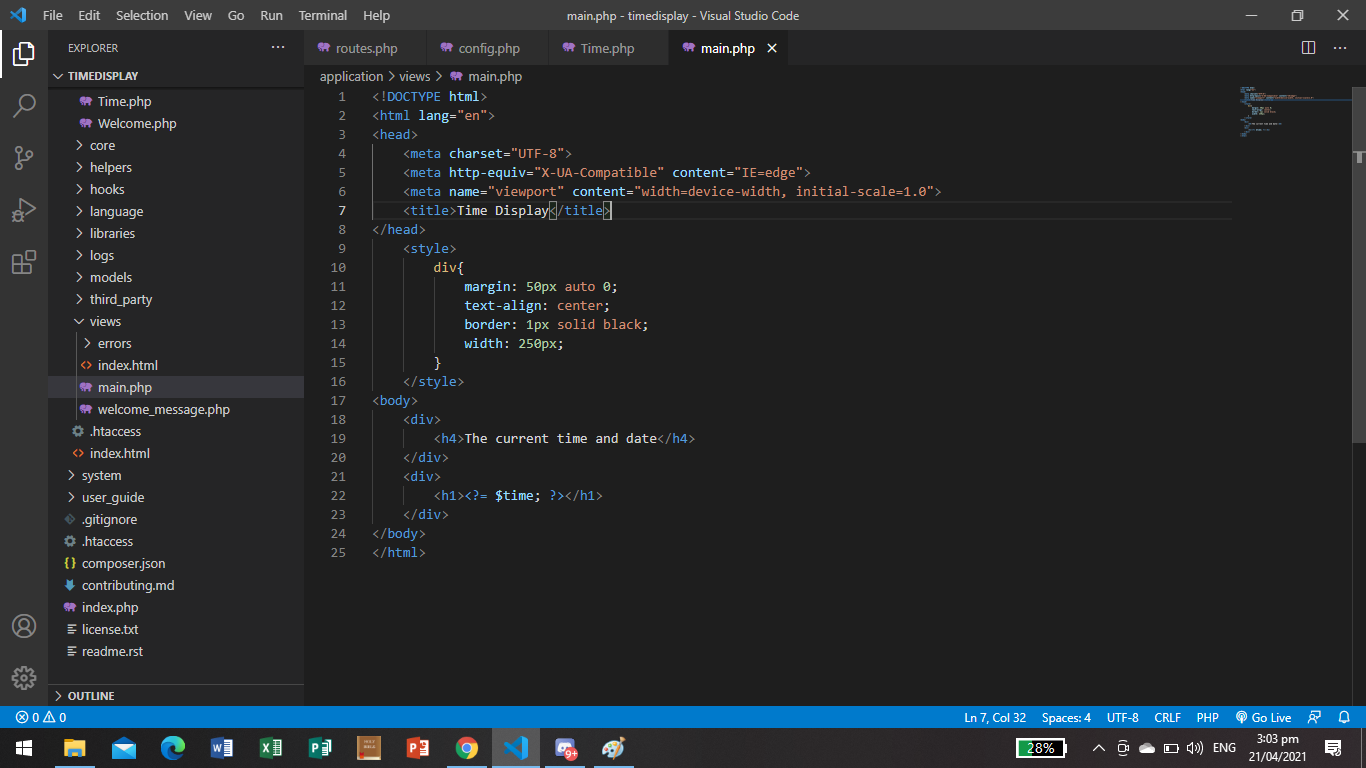 File Edit Selection View Go Run Terminal Help main.php - timedisplay - Visual Studio Code
EXPLORER
TIMEDISPLAY
Time.php
Welcome.php
core
helpers
hooks
language
libraries
logs
models
third_party
views
errors
index.html
main.php
welcome_message.php
.htaccess
index.html
system
user_guide
.gitignore
.htaccess
composer.json
contributing.md
index.php
license.txt
readme.rst
OUTLINE
routes.php config.php Time.php main.php
application > views > main.php
1 <!DOCTYPE html>
2 <html lang="en">
3 <head>
4 <meta charset="UTF-8">
5 <meta http-equiv="X-UA-Compatible" content="IE=edge">
6 <meta name="viewport" content="width=device-width, initial-scale=1.0">
7 <title>Time Display</title>
8 </head>
9 <style>
10 div{
11 margin: 50px auto 0;
12 text-align: center;
13 border: 1px solid black;
14 width: 250px;
15 }
16 </style>
17 <body>
18 <div>
19 <h4>The current time and date</h4>
20 </div>
21 <div>
22 <h1><?= $time; ?></h1>
23 </div>
24 </body>
25 </html>
0 0 Ln 7, Col 32 Spaces: 4 UTF-8 CRLF PHP Go Live
HOLY BIBLE
9+
28% ENG 3:03 pm
21/04/2021